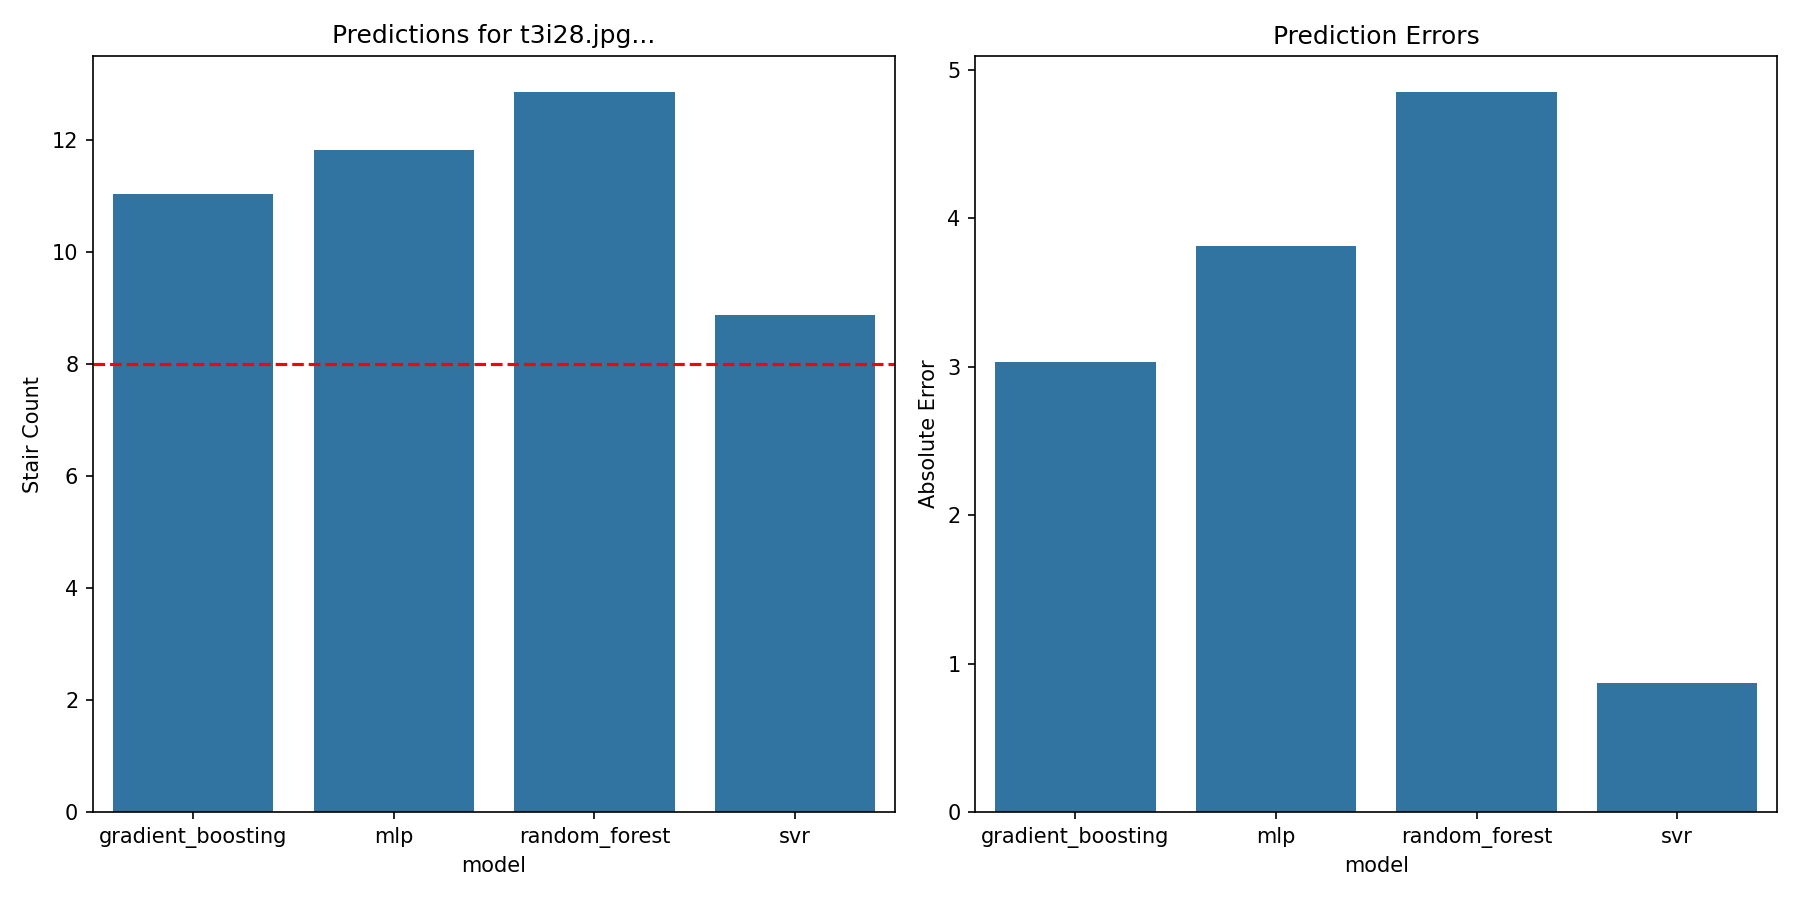 Predictions for t3i28.jpg...
Stair Count
12
10
8
6
4
2
0
gradient_boosting mlp random_forest svr
model
Prediction Errors
Absolute Error
5
4
3
2
1
0
gradient_boosting mlp random_forest svr
model